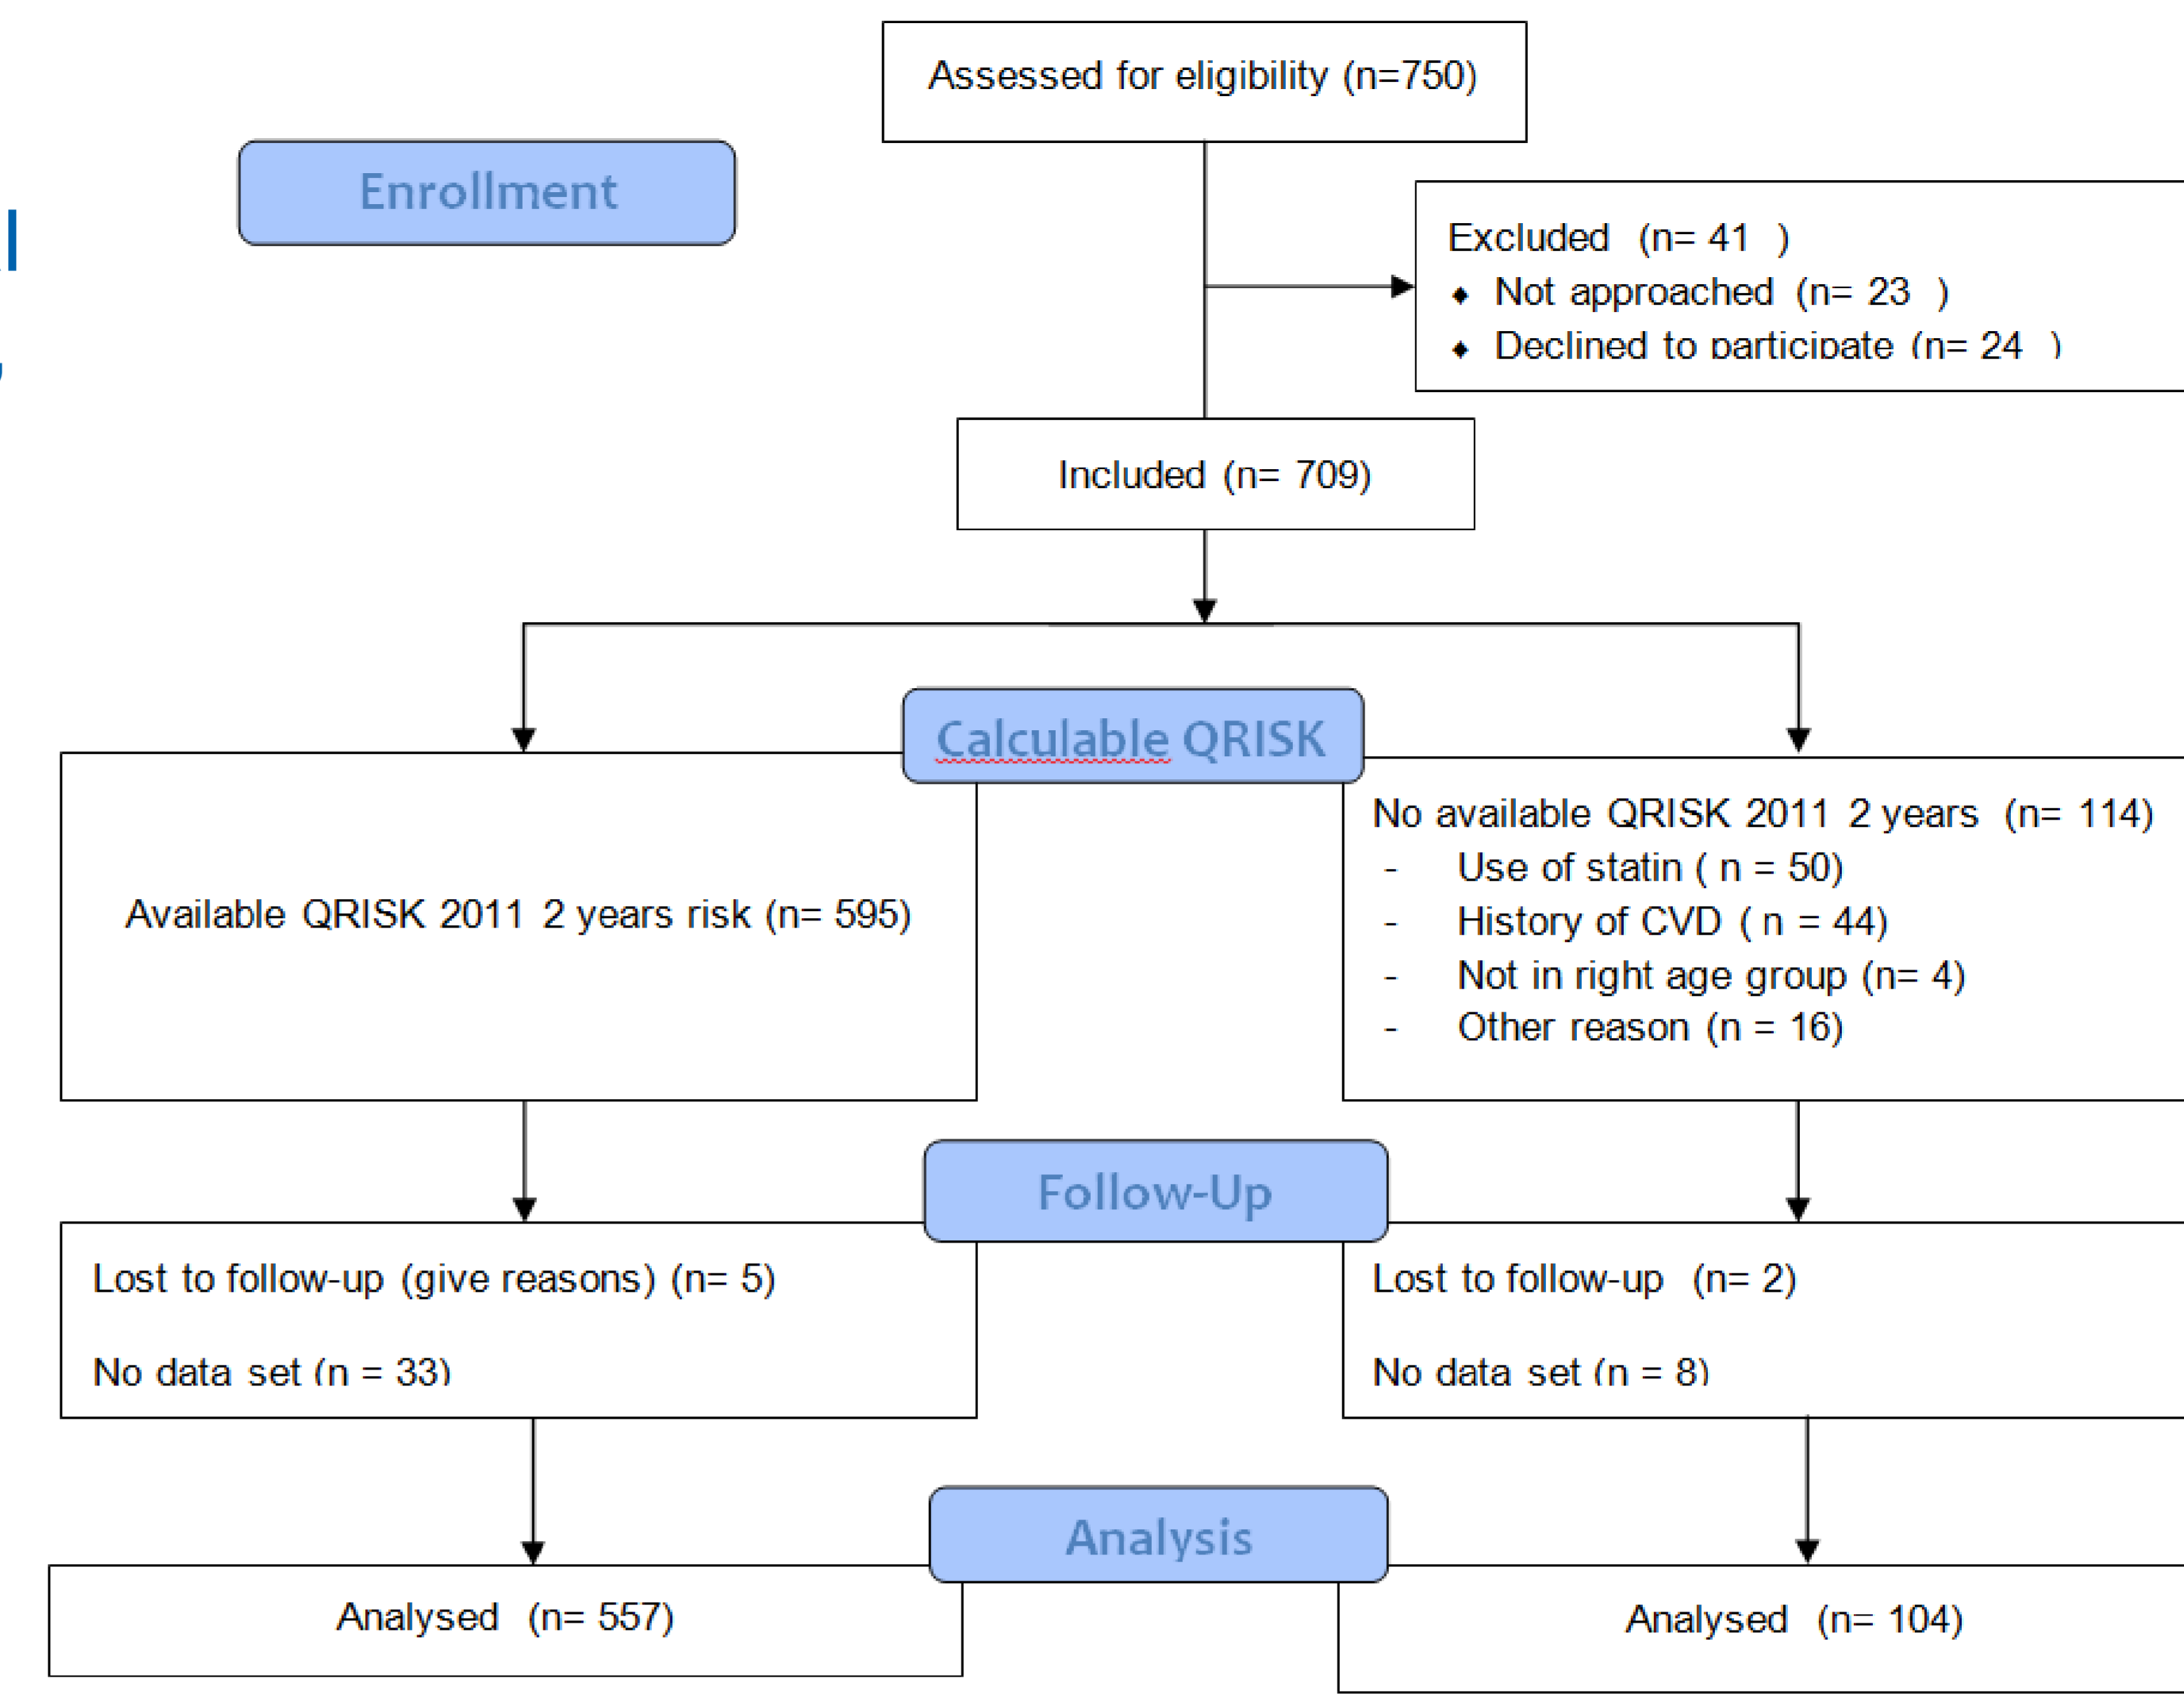 Assessed for eligibility (n=750)
Enrollment
Excluded (n= 41 )
♦ Not approached (n= 23 )
♦ Declined to participate (n= 24 )
Included (n= 709)
Calculable QRISK
Available QRISK 2011 2 years risk (n= 595)
No available QRISK 2011 2 years (n= 114)
- Use of statin ( n = 50)
- History of CVD ( n = 44)
- Not in right age group (n= 4)
- Other reason (n = 16)
Follow-Up
Lost to follow-up (give reasons) (n= 5)
No data set (n = 33)
Lost to follow-up (n= 2)
No data set (n = 8)
Analysis
Analysed (n= 557)
Analysed (n= 104)